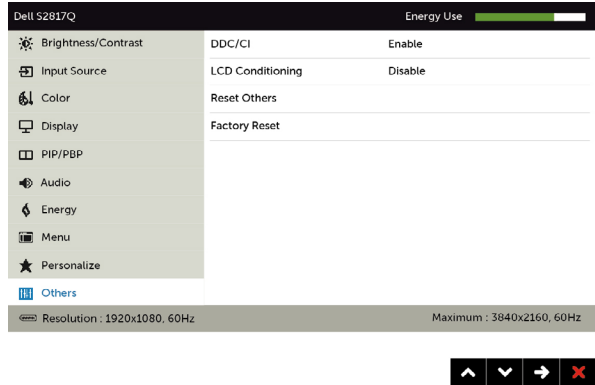 Dell S2817Q Energy Use
Brightness/Contrast
Input Source
Color
Display
PIP/PBP
Audio
Energy
Menu
Personalize
Others
DDC/CI Enable
LCD Conditioning Disable
Reset Others
Factory Reset
Resolution : 1920x1080, 60Hz Maximum : 3840x2160, 60Hz